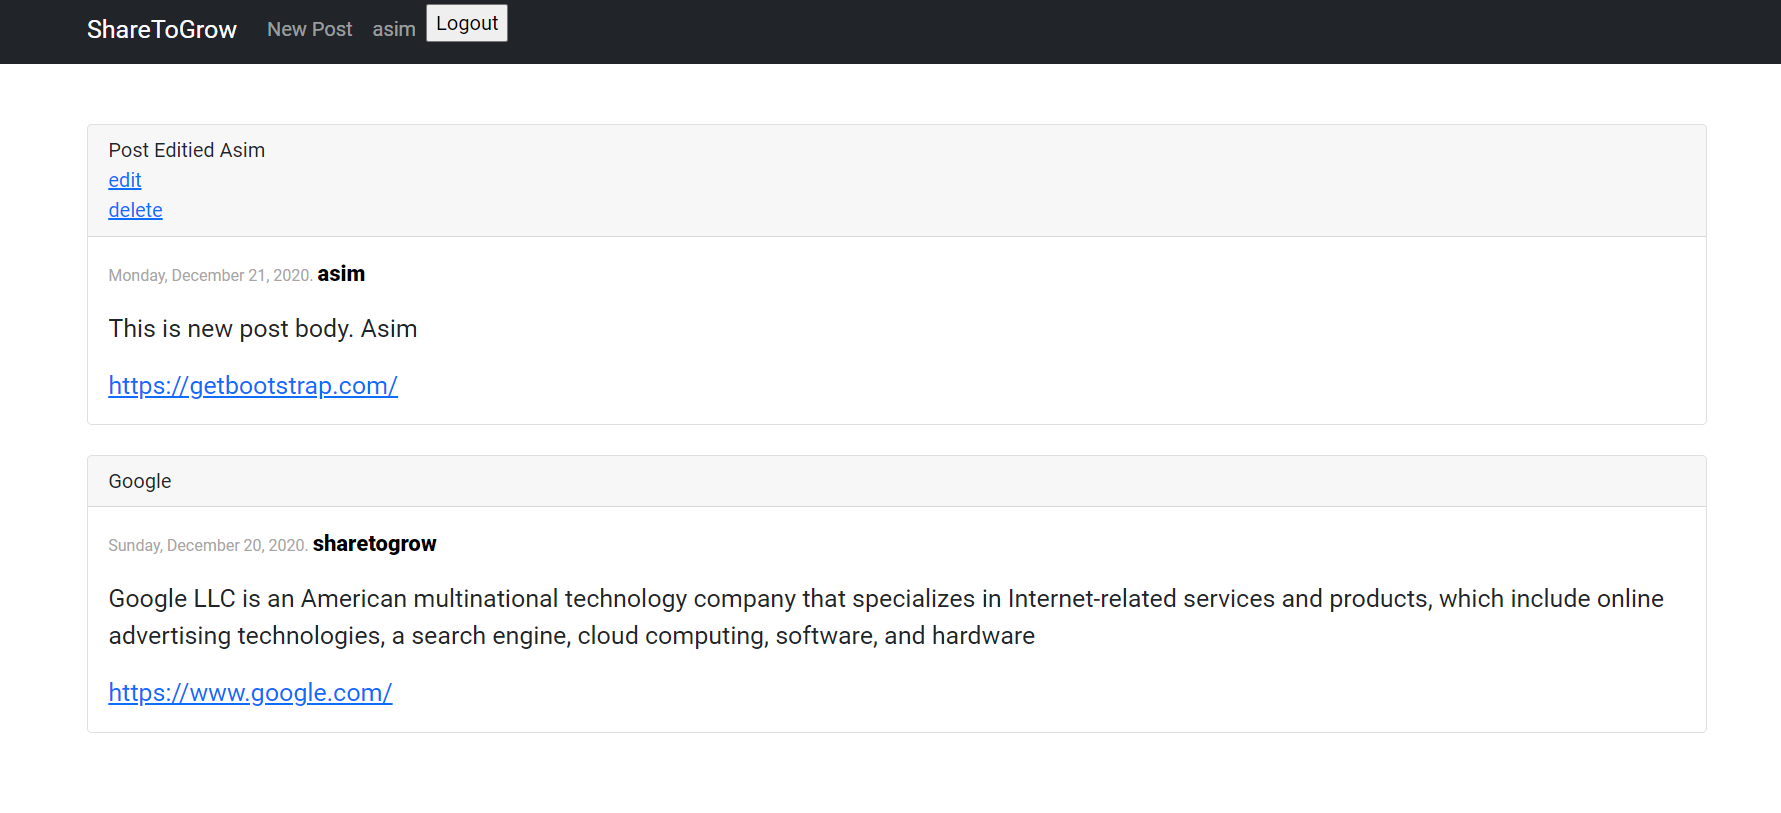 ShareToGrow New Post asim Logout
Post Editied Asim
edit
delete
Monday, December 21, 2020. asim
This is new post body. Asim
https://getbootstrap.com/
Google
Sunday, December 20, 2020. sharetogrow
Google LLC is an American multinational technology company that specializes in Internet-related services and products, which include online
advertising technologies, a search engine, cloud computing, software, and hardware
https://www.google.com/